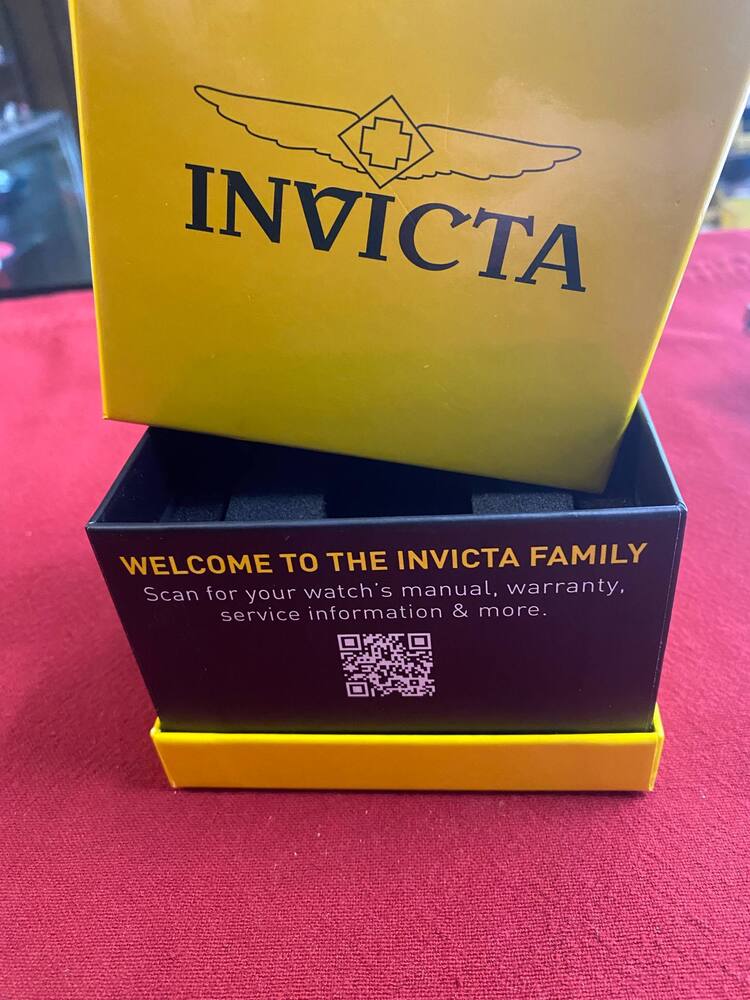 INVICTA
WELCOME TO THE INVICTA FAMILY
Scan for your watch's manual, warranty,
service information & more.